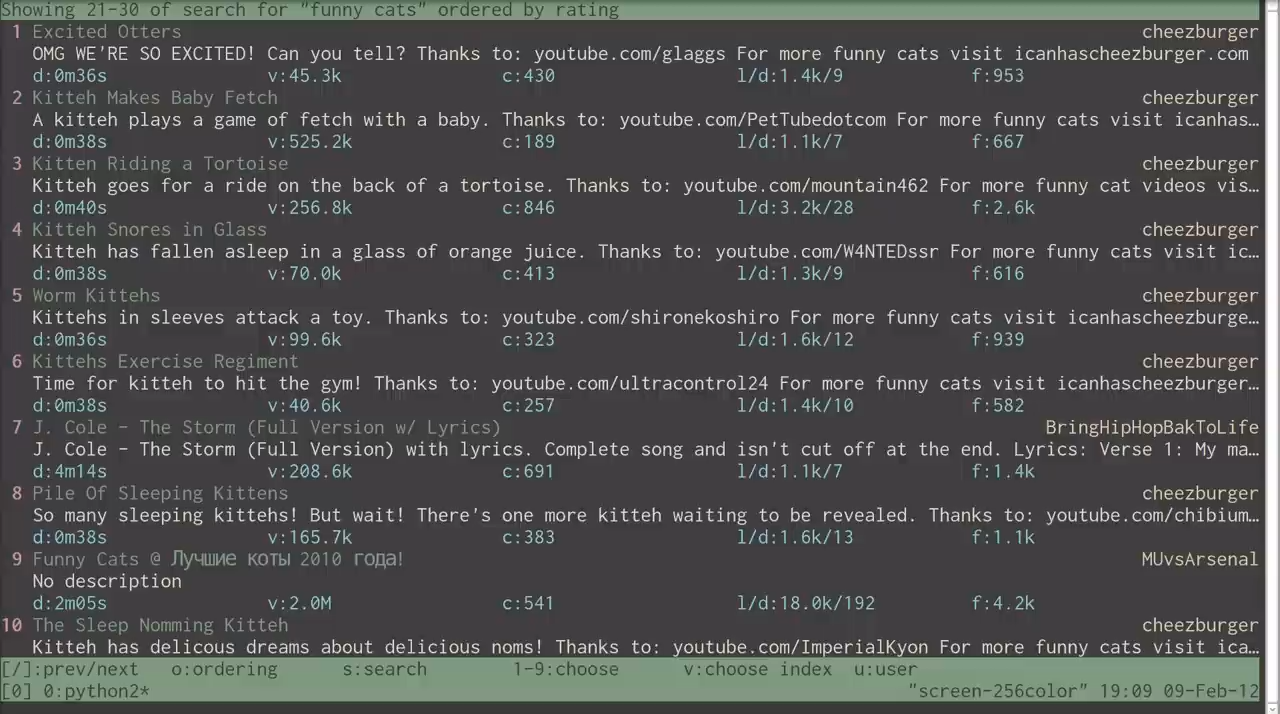 Showing 21-30 of search for "funny cats" ordered by rating
1 Excited Otters cheezburger
OMG WE'RE SO EXCITED! Can you tell? Thanks to: youtube.com/glaggs For more funny cats visit icanhascheezburger.com
d:0m36s v:45.3k c:430 l/d:1.4k/9 f:953
2 Kitteh Makes Baby Fetch cheezburger
A kitteh plays a game of fetch with a baby. Thanks to: youtube.com/PetTubedotcom For more funny cats visit icanhas…
d:0m38s v:525.2k c:189 l/d:1.1k/7 f:667
3 Kitten Riding a Tortoise cheezburger
Kitteh goes for a ride on the back of a tortoise. Thanks to: youtube.com/mountain462 For more funny cat videos vis…
d:0m40s v:256.8k c:846 l/d:3.2k/28 f:2.6k
4 Kitteh Snores in Glass cheezburger
Kitteh has fallen asleep in a glass of orange juice. Thanks to: youtube.com/W4NTEDssr For more funny cats visit ic…
d:0m38s v:70.0k c:413 l/d:1.3k/9 f:616
5 Worm Kittehs cheezburger
Kittehs in sleeves attack a toy. Thanks to: youtube.com/shironekoshiro For more funny cats visit icanhascheezburge…
d:0m36s v:99.6k c:323 l/d:1.6k/12 f:939
6 Kittehs Exercise Regiment cheezburger
Time for kitteh to hit the gym! Thanks to: youtube.com/ultracontrol24 For more funny cats visit icanhascheezburger…
d:0m38s v:40.6k c:257 l/d:1.4k/10 f:582
7 J. Cole - The Storm (Full Version w/ Lyrics) BringHipHopBakToLife
J. Cole - The Storm (Full Version) with lyrics. Complete song and isn't cut off at the end. Lyrics: Verse 1: My ma…
d:4m14s v:208.6k c:691 l/d:1.1k/7 f:1.4k
8 Pile Of Sleeping Kittens cheezburger
So many sleeping kittehs! But wait! There's one more kitteh waiting to be revealed. Thanks to: youtube.com/chibium…
d:0m38s v:165.7k c:383 l/d:1.6k/13 f:1.1k
9 Funny Cats @ Лучшие коты 2010 года! MUvsArsenal
No description
d:2m05s v:2.0M c:541 l/d:18.0k/192 f:4.2k
10 The Sleep Nomming Kitteh cheezburger
Kitteh has delicous dreams about delicious noms! Thanks to: youtube.com/ImperialKyon For more funny cats visit ica…
[/]:prev/next o:ordering s:search 1-9:choose v:choose index u:user
[0] 0:python2* "screen-256color" 19:09 09-Feb-12